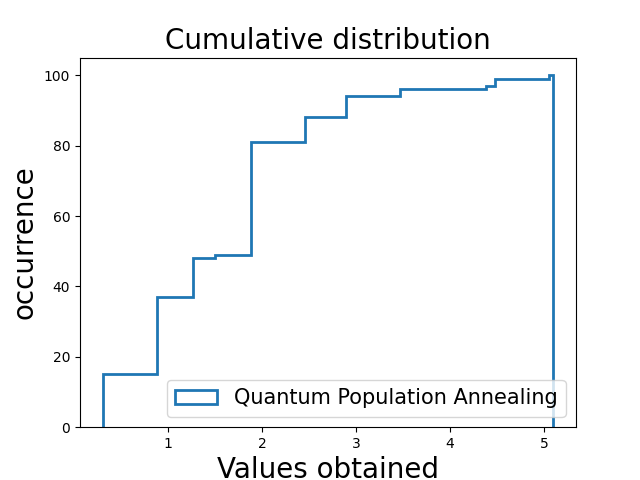 Cumulative distribution
occurrence
100
80
60
40
20
0
Quantum Population Annealing
1 2 3 4 5
Values obtained